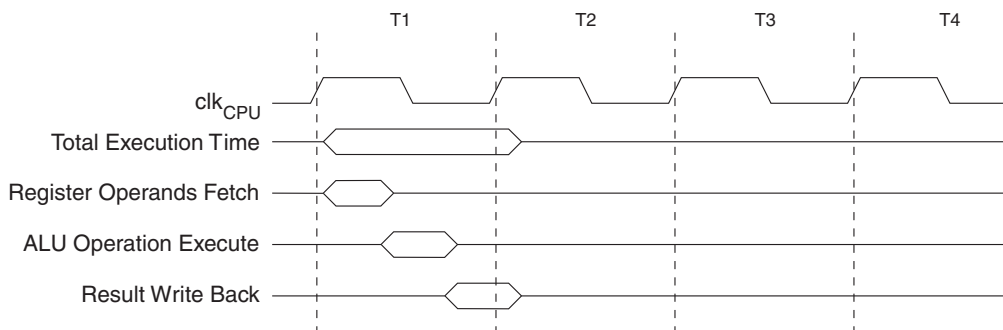 T1 T2 T3 T4
clkCPU
Total Execution Time
Register Operands Fetch
ALU Operation Execute
Result Write Back